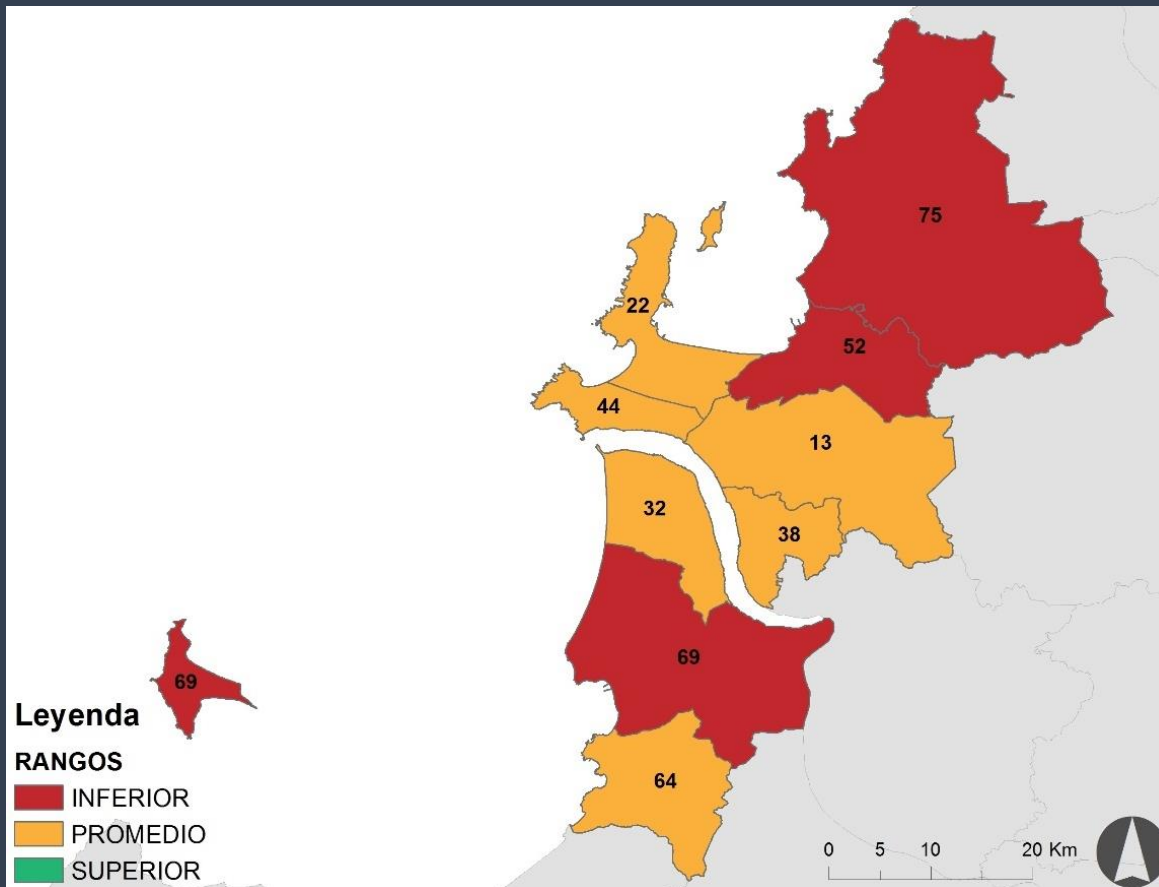 75
22
52
44
13
32
38
69
69
64
Leyenda
RANGOS
INFERIOR
PROMEDIO
SUPERIOR
0 5 10 20 Km